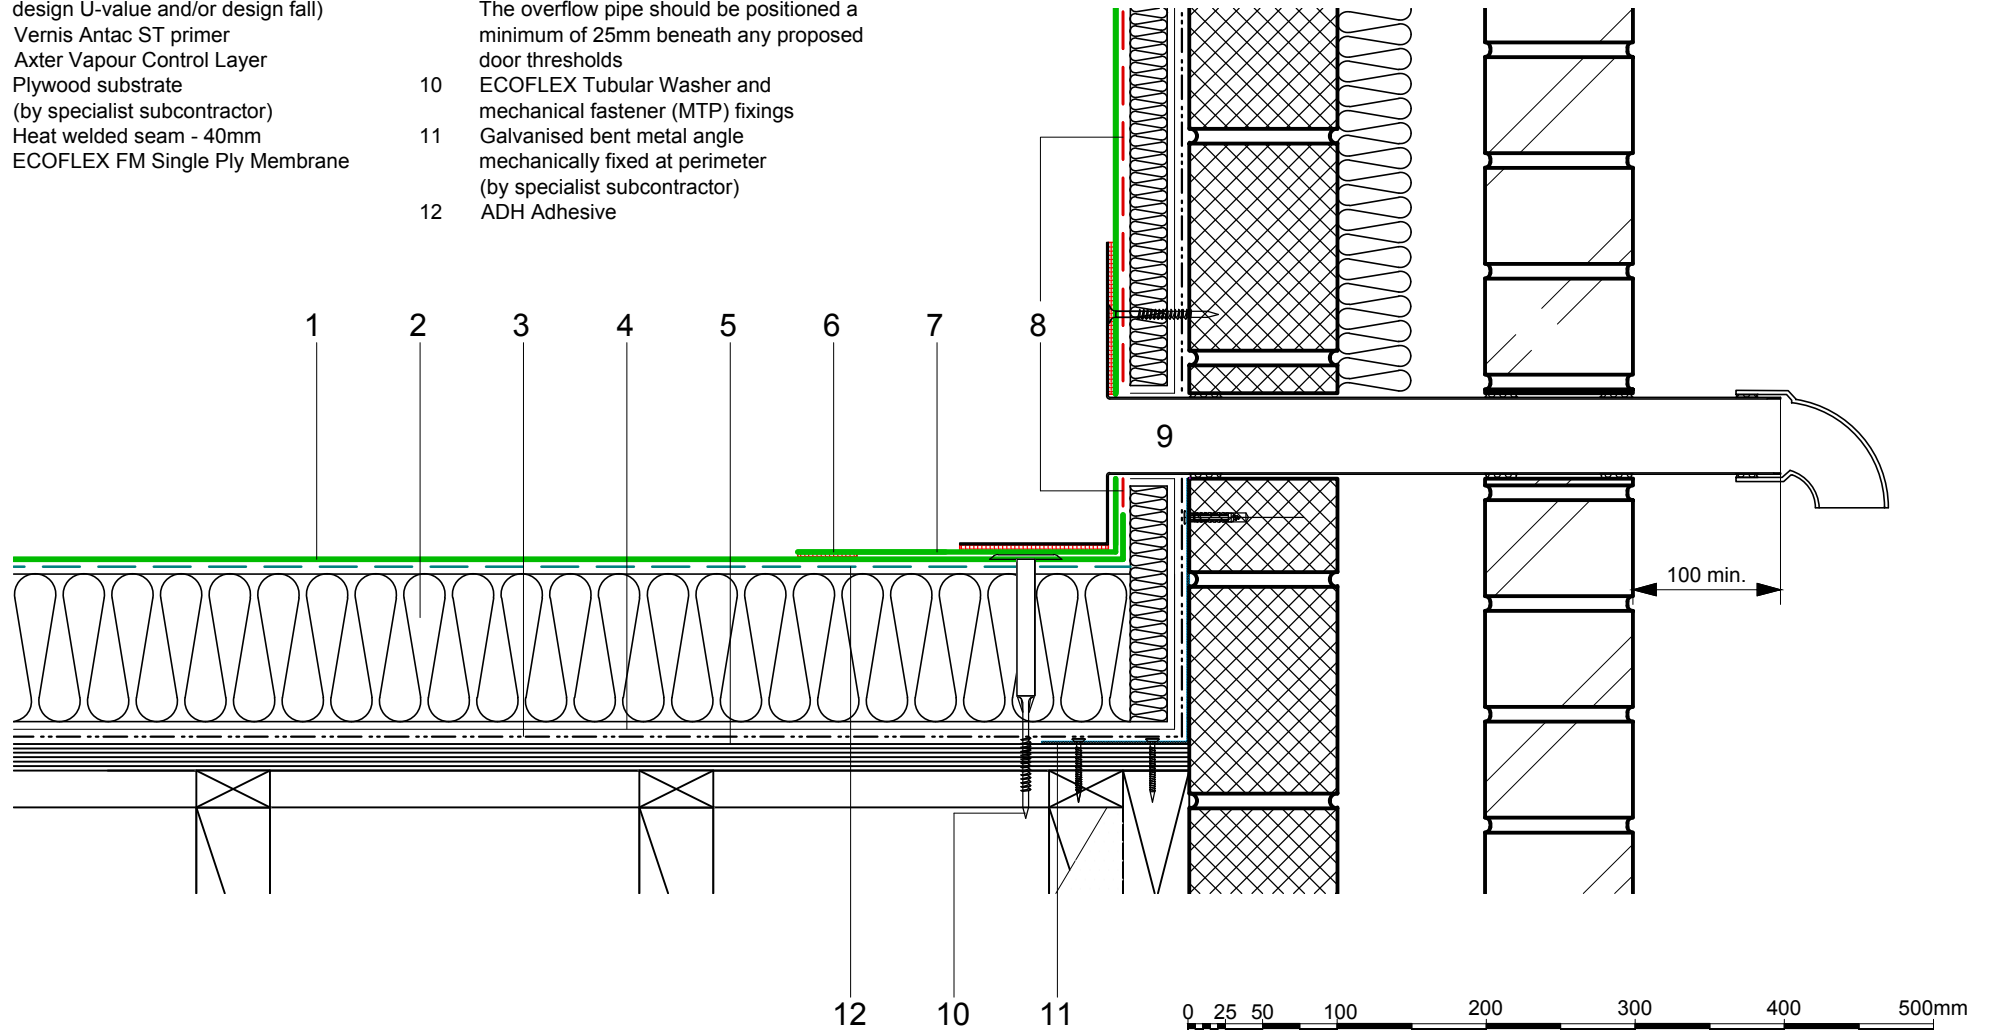 design U-value and/or design fall)
Vernis Antac ST primer
Axter Vapour Control Layer
Plywood substrate
(by specialist subcontractor)
Heat welded seam - 40mm
ECOFLEX FM Single Ply Membrane
The overflow pipe should be positioned a
minimum of 25mm beneath any proposed
door thresholds
10 ECOFLEX Tubular Washer and
mechanical fastener (MTP) fixings
11 Galvanised bent metal angle
mechanically fixed at perimeter
(by specialist subcontractor)
12 ADH Adhesive
1 2 3 4 5 6 7 8
9
100 min.
12 10 11
0 25 50 100 200 300 400 500mm